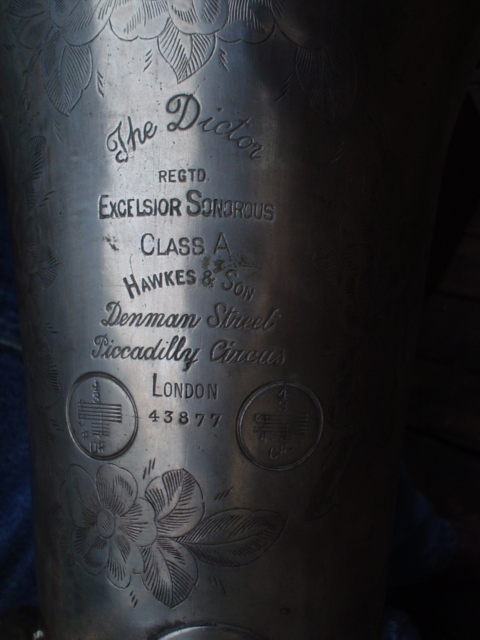 The Dictor
REGTD.
EXCELSIOR SONOROUS
CLASS A
HAWKES & SON
Denman Street
Piccadilly Circus
LONDON
43877